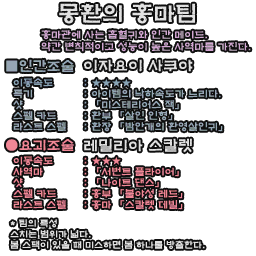 몽환의 홍마팀
홍마관에 사는 흡혈귀와 인간 메이드.
약간 변칙적이고 성능이 높은 사역마를 가진다.
■인간조술 이자요이 사쿠야
이동속도 : ★★★★
특기 : 아이템의 낙하속도가 느리다.
샷 : 「미스테리어스 잭」
스펠 카드 : 환부 「살인 인형」
라스트 스펠 : 환장 「밤안개의 환영살인귀」
●요괴조술 레밀리아 스칼렛
이동속도 : ★★★
사역마 : 「서번트 플라이어」
샷 : 「나이트 댄스」
스펠 카드 : 홍부 「불야성 레드」
라스트 스펠 : 홍마 「스칼렛 데빌」
★팀의 특성
스치는 범위가 넓다.
봄 스펙이 있을 때 미스하면 봄 하나를 방출한다.